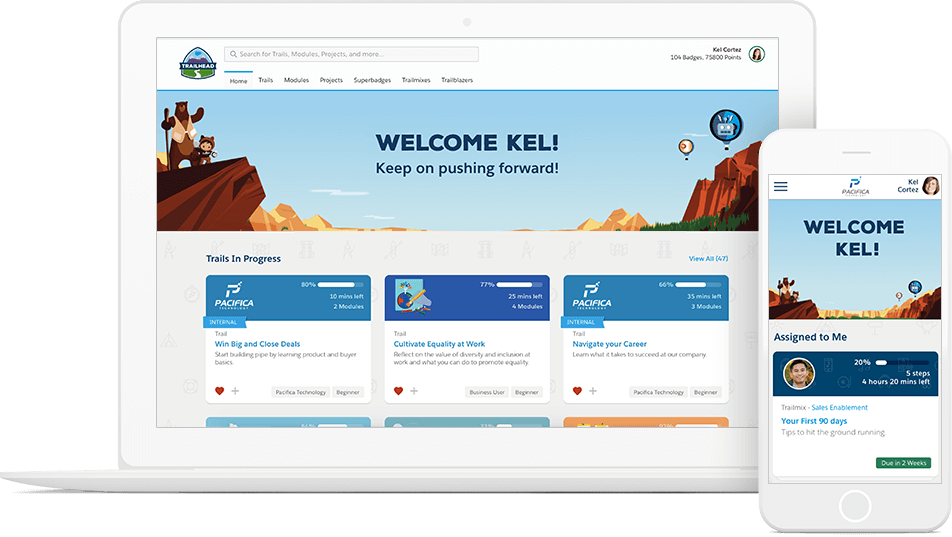 TRAILHEAD
Search for Trails, Modules, Projects, and more...
Kel Cortez
104 Badges, 75800 Points
Home Trails Modules Projects Superbadges Trailmixes Trailblazers
WELCOME KEL!
Keep on pushing forward!
Trails In Progress
View All (47)
80%
10 mins left
2 Modules
PACIFICA
TECHNOLOGY
INTERNAL
Trail
Win Big and Close Deals
Start building pipe by learning product and buyer
basics.
Pacifica Technology Beginner
77%
25 mins left
4 Modules
Trail
Cultivate Equality at Work
Reflect on the value of diversity and inclusion at
work and what you can do to promote equality.
Business User Beginner
66%
35 mins left
3 Modules
PACIFICA
TECHNOLOGY
INTERNAL
Trail
Navigate your Career
Learn what it takes to succeed at our company
Pacifica Technology Beginner
PACIFICA
TECHNOLOGY
Kel
Cortez
WELCOME
KEL!
Assigned to Me
20%
5 steps
4 hours 20 mins left
Trailmix - Sales Enablement
Your First 90 days
Tips to hit the ground running.
Due in 2 Weeks